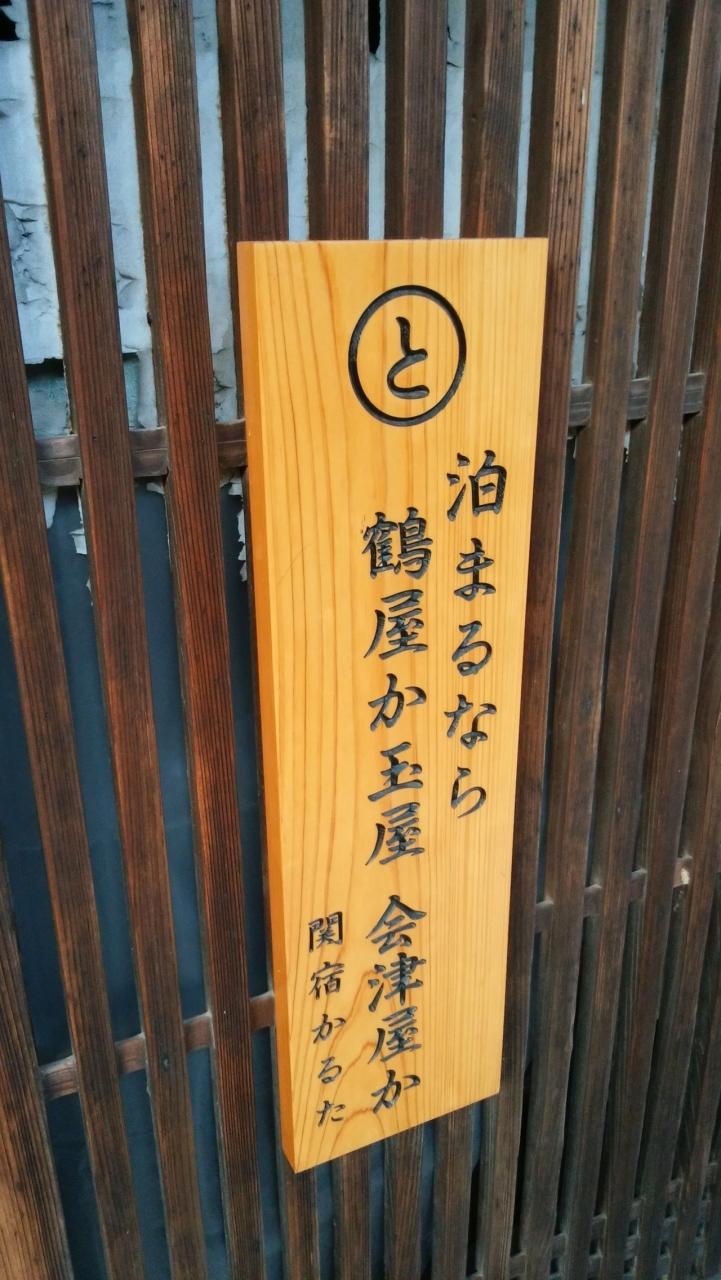 と
泊まるなら
鶴屋か玉屋 会津屋か
関宿かるた